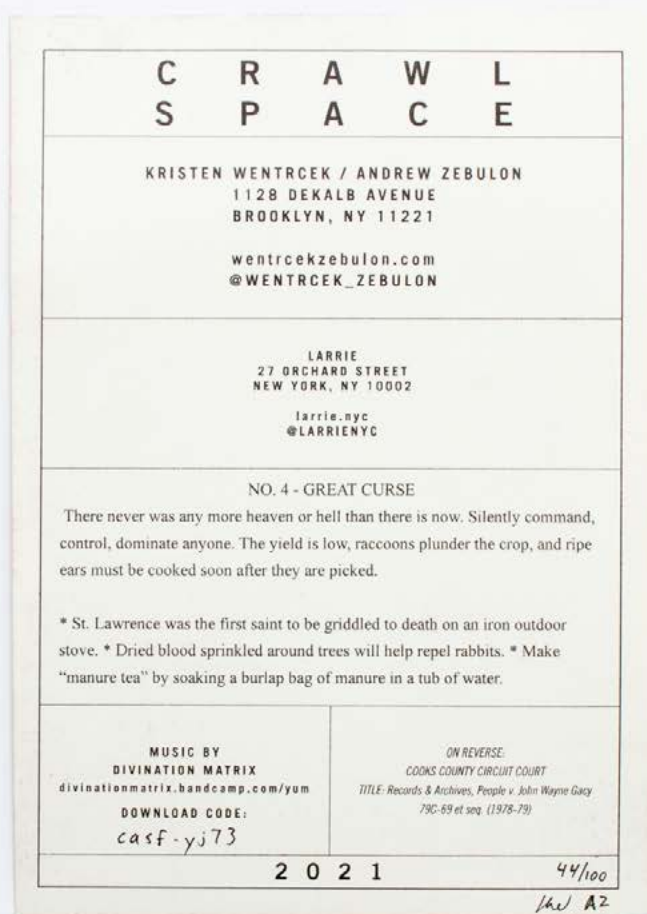 CRAWL
SPACE
KRISTEN WENTRCEK / ANDREW ZEBULON
1128 DEKALB AVENUE
BROOKLYN, NY 11221
wentrcekzebulon.com
@WENTRCEK_ZEBULON
LARRIE
27 ORCHARD STREET
NEW YORK, NY 10002
larrie.nyc
@LARRIENYC
NO. 4 - GREAT CURSE
There never was any more heaven or hell than there is now. Silently command,
control, dominate anyone. The yield is low, raccoons plunder the crop, and ripe
ears must be cooked soon after they are picked.
* St. Lawrence was the first saint to be griddled to death on an iron outdoor
stove. * Dried blood sprinkled around trees will help repel rabbits. * Make
“manure tea” by soaking a burlap bag of manure in a tub of water.
MUSIC BY
DIVINATION MATRIX
divinationmatrix.bandcamp.com/yum
DOWNLOAD CODE:
casf-yj73
ON REVERSE:
COOKS COUNTY CIRCUIT COURT
TITLE: Records & Archives, People v. John Wayne Gacy
79C-69 et seq. (1978-79)
2021
44/100
AZ